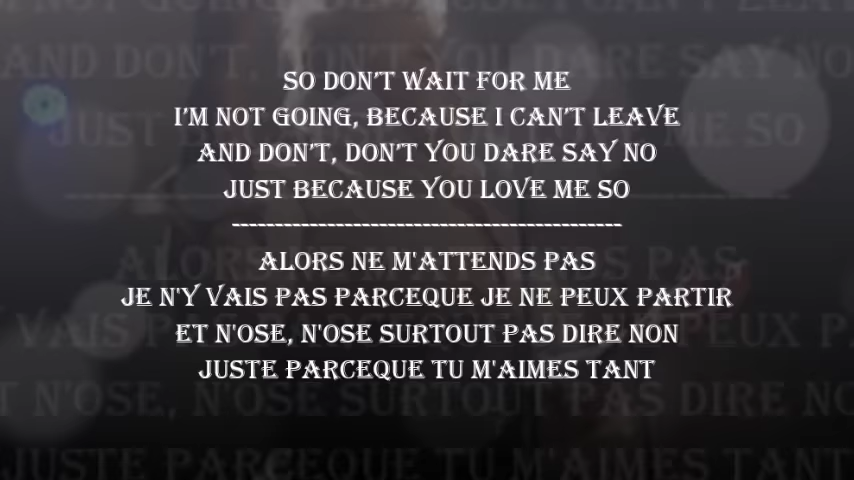 SO DON'T WAIT FOR ME
I'M NOT GOING, BECAUSE I CAN'T LEAVE
AND DON'T, DON'T YOU DARE SAY NO
JUST BECAUSE YOU LOVE ME SO
---------------------------------------------
ALORS NE M'ATTENDS PAS
JE N'Y VAIS PAS PARCEQUE JE NE PEUX PARTIR
ET N'OSE, N'OSE SURTOUT PAS DIRE NON
JUSTE PARCEQUE TU M'AIMES TANT